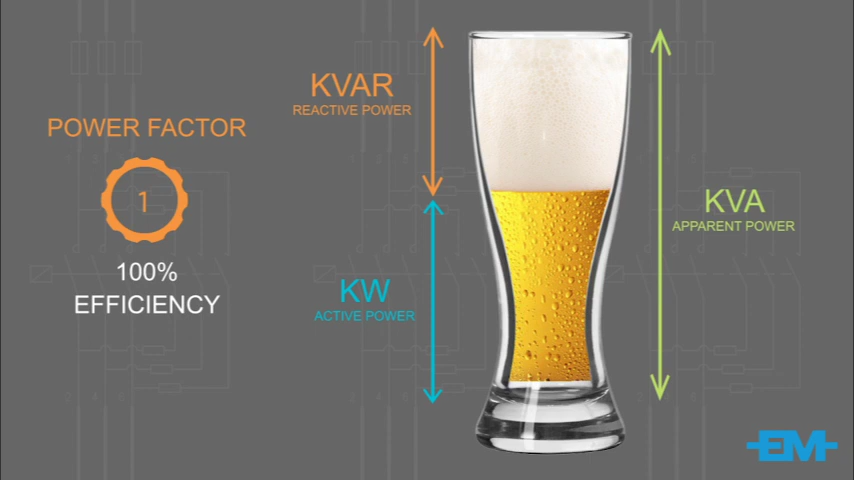 POWER FACTOR
1
100%
EFFICIENCY
KVAR
REACTIVE POWER
KW
ACTIVE POWER
KVA
APPARENT POWER
EM